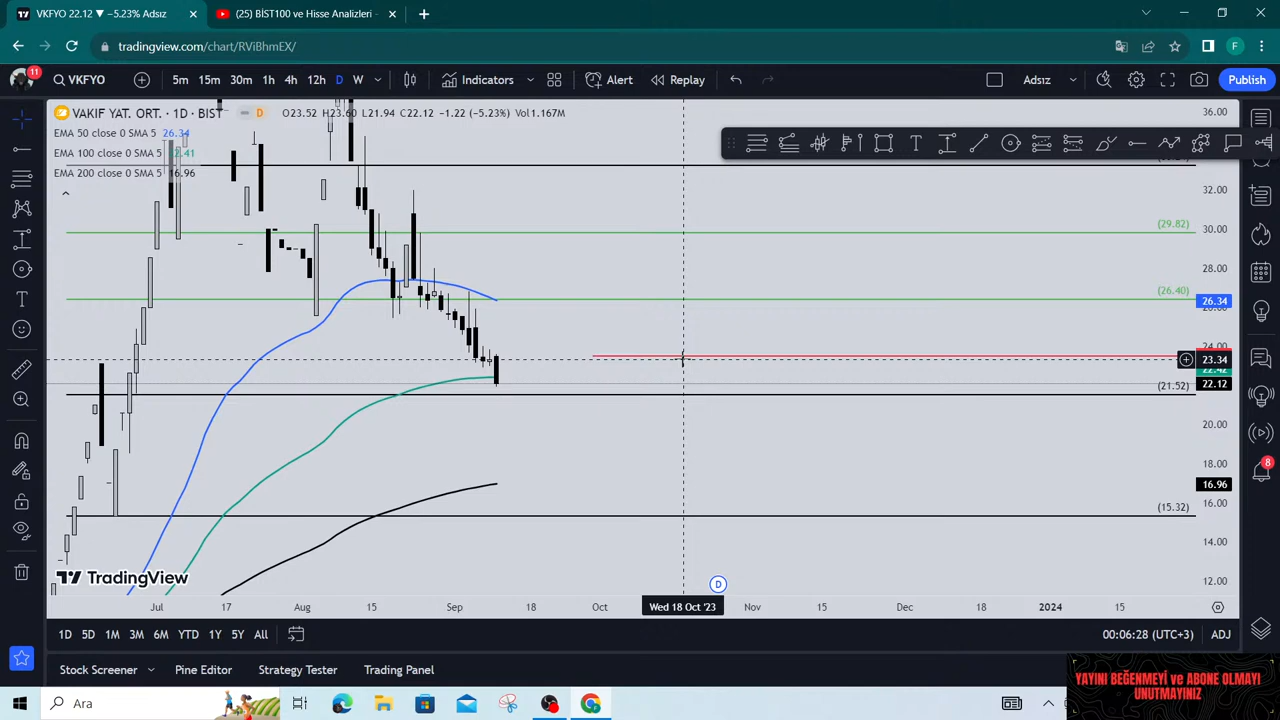 VKFYO 22.12 ▼ −5.23% Adsız
(25) BİST100 ve Hisse Analizleri -
tradingview.com/chart/RViBhmEX/
11
VKFYO
5m 15m 30m 1h 4h 12h D W
Indicators
Alert
Replay
Adsız
Publish
VAKIF YAT. ORT. · 1D · BIST
D
O23.52 H23.60 L21.94 C22.12 −1.22 (−5.23%) Vol1.167M
EMA 50 close 0 SMA 5 26.34
EMA 100 close 0 SMA 5
EMA 200 close 0 SMA 5 16.96
36.00
32.00
(29.82)
30.00
28.00
(26.40)
26.34
23.34
22.12
(21.52)
20.00
18.00
16.96
(15.32)
16.00
14.00
12.00
TradingView
D
Jul 17 Aug 15 Sep 18 Oct Wed 18 Oct '23 Nov 15 Dec 18 2024 15
1D 5D 1M 3M 6M YTD 1Y 5Y All
00:06:28 (UTC+3) ADJ
8
Stock Screener Pine Editor Strategy Tester Trading Panel
Ara
YAYINI BEĞENMEYİ ve ABONE OLMAYI
UNUTMAYINIZ